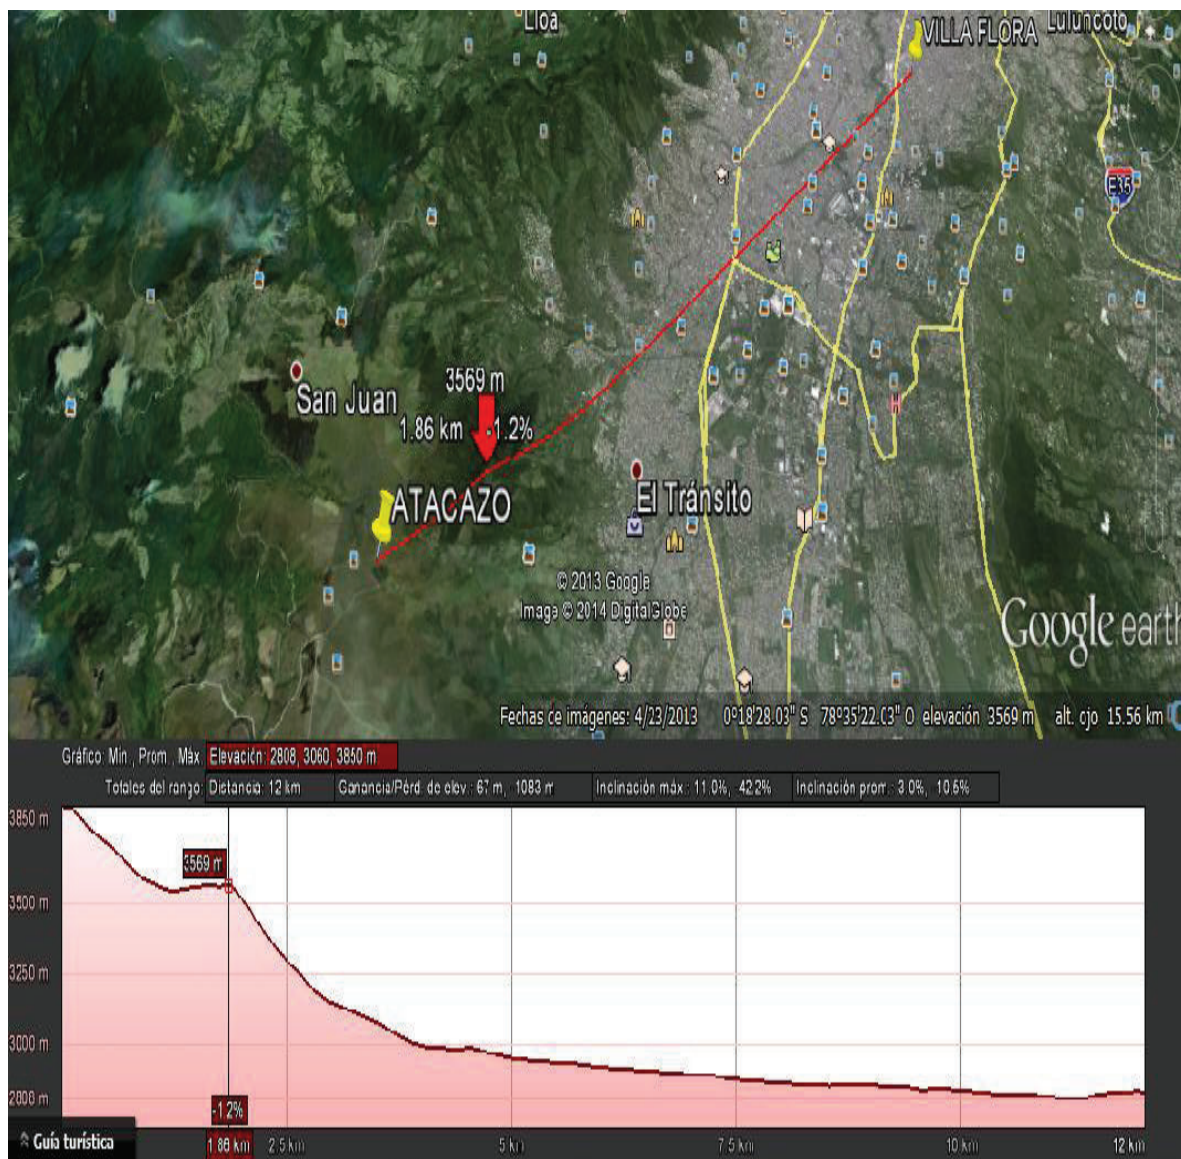 Lloa
VILLA FLORA
Luluncoto
E35
San Juan
3569 m
1.86 km -1.2%
ATACAZO
El Tránsito
© 2013 Google
Image © 2014 DigitalGlobe
Google earth
Fechas de imágenes: 4/23/2013 0°18'28.03" S 78°35'22.03" O elevación 3569 m alt. ojo 15.56 km
Gráfico: Mín., Prom., Máx Elevación: 2808, 3060, 3850 m
Totales del rango: Distancia: 12 km Ganancia/Pérd. de elev.: 67 m, -1083 m Inclinación máx.: 11.0%, -42.2% Inclinación prom.: 3.0%, -10.6%
3850 m
3569 m
3500 m
3250 m
3000 m
2808 m
-1.2%
Guía turística
1.86 km 2.5 km 5 km 7.5 km 10 km 12 km